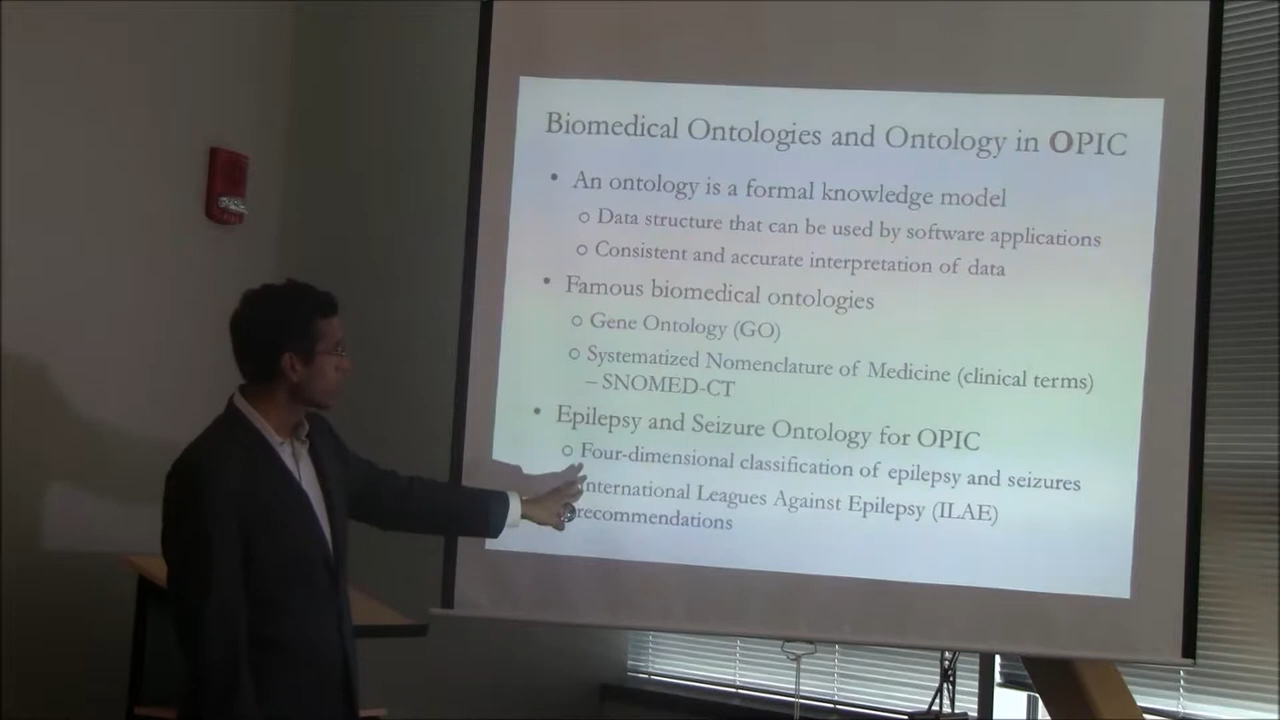 Biomedical Ontologies and Ontology in OPIC
• An ontology is a formal knowledge model
○ Data structure that can be used by software applications
○ Consistent and accurate interpretation of data
• Famous biomedical ontologies
○ Gene Ontology (GO)
○ Systematized Nomenclature of Medicine (clinical terms)
– SNOMED-CT
• Epilepsy and Seizure Ontology for OPIC
○ Four-dimensional classification of epilepsy and seizures
International Leagues Against Epilepsy (ILAE)
recommendations